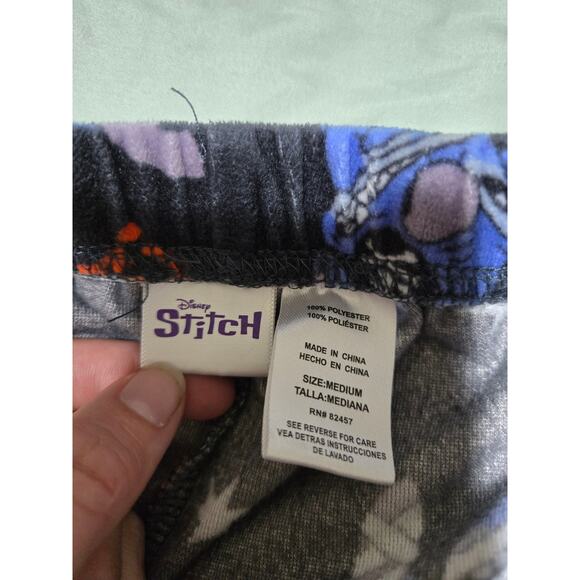 Disney
Stitch
100% POLYESTER
100% POLIÉSTER
MADE IN CHINA
HECHO EN CHINA
SIZE:MEDIUM
TALLA:MEDIANA
RN# 82457
SEE REVERSE FOR CARE
VEA DETRAS INSTRUCCIONES
DE LAVADO